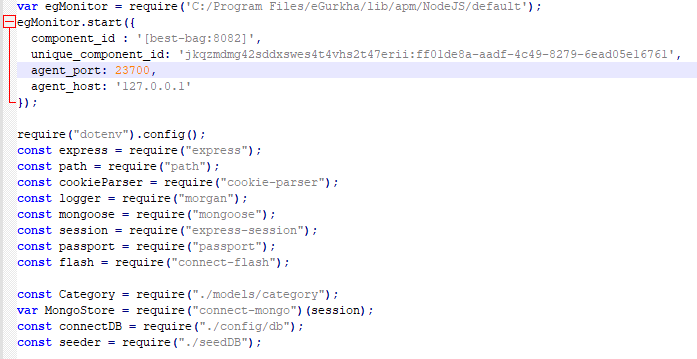 var egMonitor = require('C:/Program Files/eGurkha/lib/apm/NodeJS/default');
egMonitor.start({
component_id : '[best-bag:8082]',
unique_component_id: 'jkqzmdmg42sddxswes4t4vhs2t47erii:ff01de8a-aadf-4c49-8279-6ead05e16761',
agent_port: 23700,
agent_host: '127.0.0.1'
});
require("dotenv").config();
const express = require("express");
const path = require("path");
const cookieParser = require("cookie-parser");
const logger = require("morgan");
const mongoose = require("mongoose");
const session = require("express-session");
const passport = require("passport");
const flash = require("connect-flash");
const Category = require("./models/category");
var MongoStore = require("connect-mongo")(session);
const connectDB = require("./config/db");
const seeder = require("./seedDB");